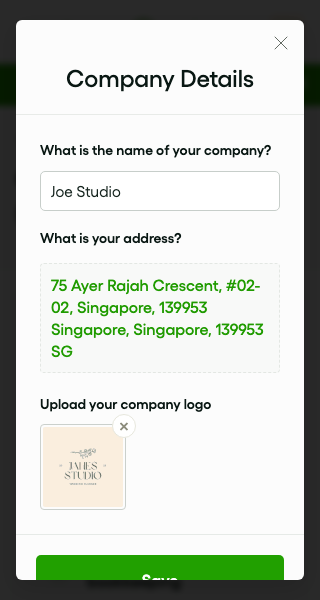 Company Details
What is the name of your company?
Joe Studio
What is your address?
75 Ayer Rajah Crescent, #02-
02, Singapore, 139953
Singapore, Singapore, 139953
SG
Upload your company logo
STUDIO
Save